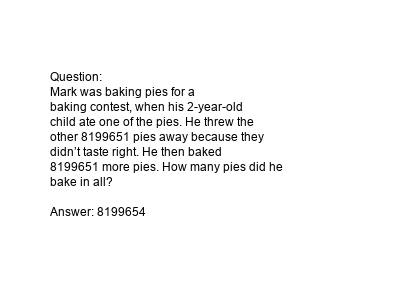 Question:
Mark was baking pies for a
baking contest, when his 2-year-old
child ate one of the pies. He threw the
other 8199651 pies away because they
didn’t taste right. He then baked
8199651 more pies. How many pies did he
bake in all?
Answer: 8199654